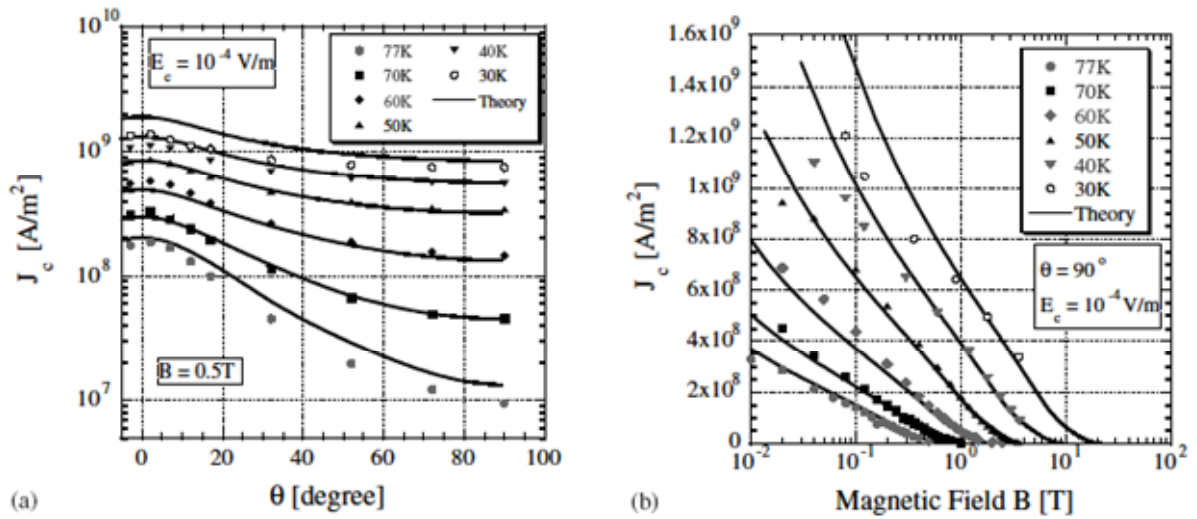 10^10
E_c = 10^-4 V/m
77K
40K
70K
30K
60K
Theory
50K
10^9
J_c [A/m^2]
10^8
B = 0.5T
10^7
0 20 40 60 80 100
(a)
θ [degree]
1.6x10^9
1.4x10^9
1.2x10^9
1x10^9
8x10^8
6x10^8
4x10^8
2x10^8
0
J_c [A/m^2]
77K
70K
60K
50K
40K
30K
Theory
θ = 90°
E_c = 10^-4 V/m
10^-2 10^-1 10^0 10^1 10^2
(b)
Magnetic Field B [T]